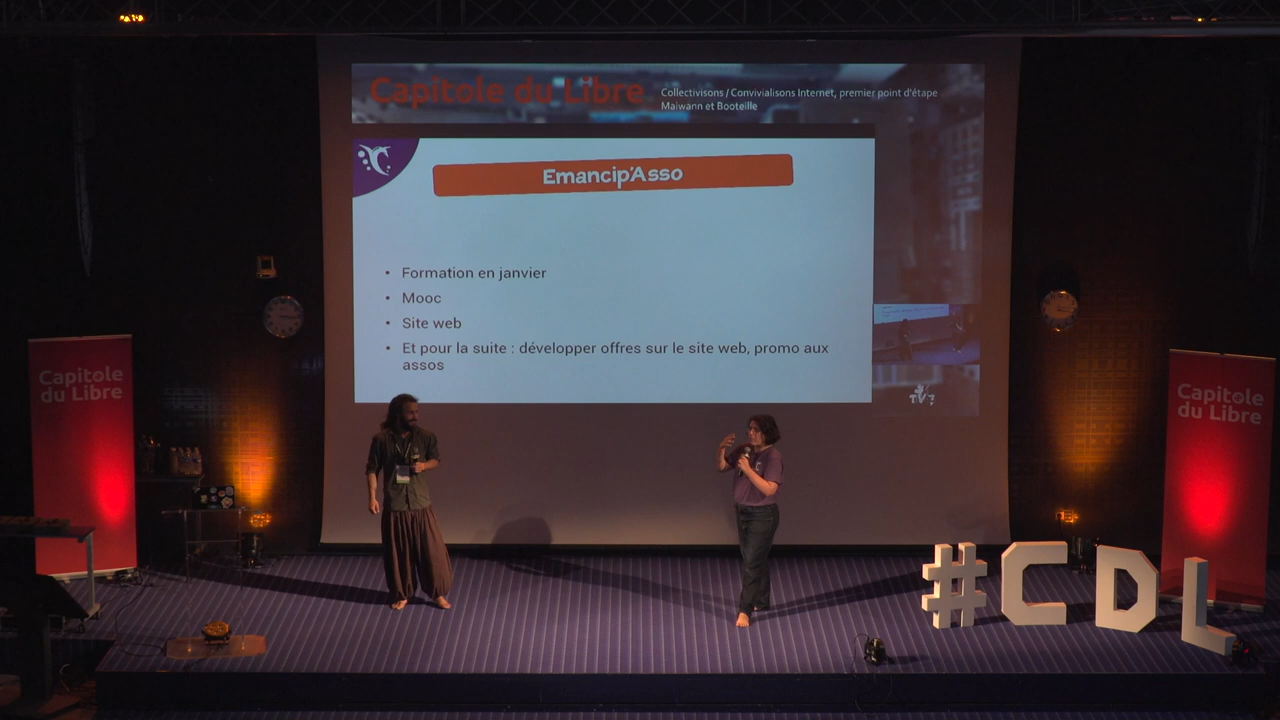 Capitole du Libre
Collectivisons / Convivialisons Internet, premier point d'étape
Maiwann et Booteille
Emancip'Asso
• Formation en janvier
• Mooc
• Site web
• Et pour la suite : développer offres sur le site web, promo aux
assos
Capitole
du Libre
Capitole
du Libre
#CDL